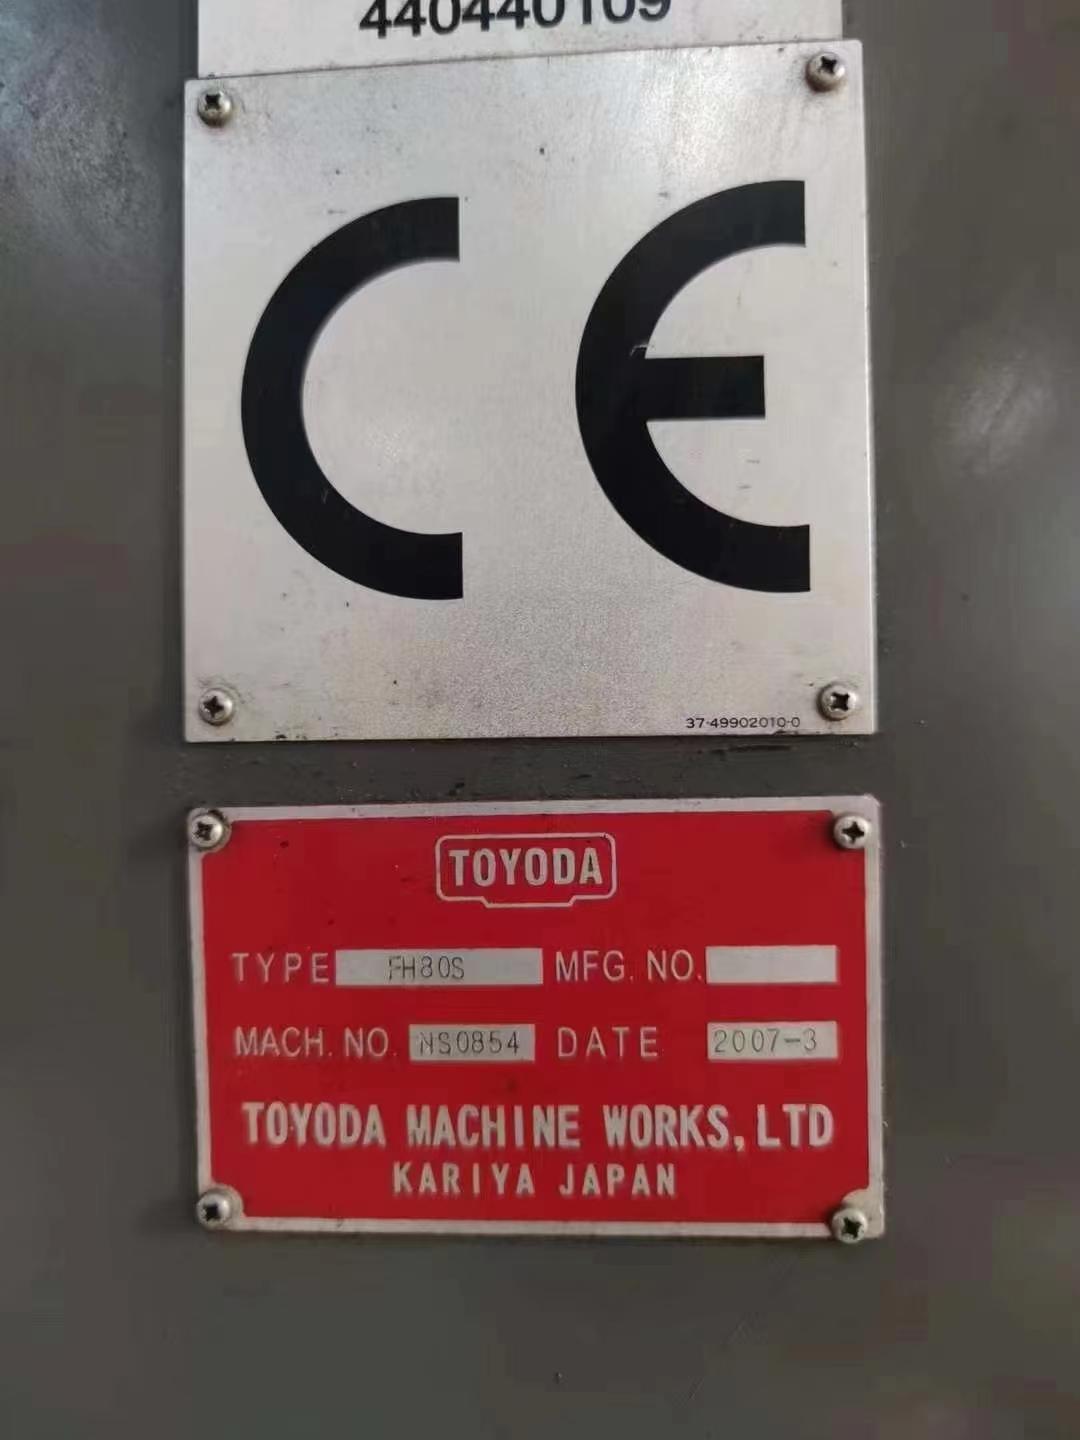 440440109
CE
37-49902010-0
TOYODA
TYPE FH80S MFG. NO.
MACH. NO. NS0854 DATE 2007-3
TOYODA MACHINE WORKS, LTD
KARIYA JAPAN